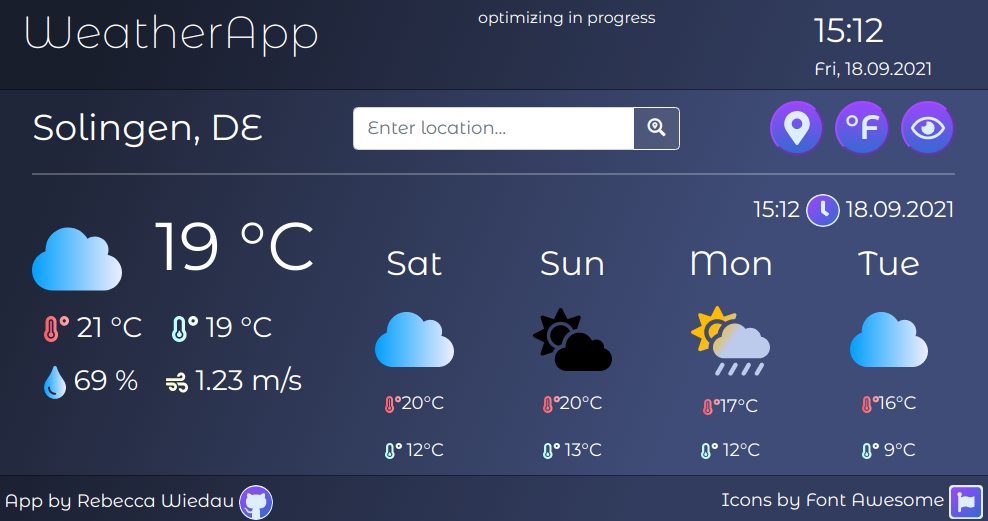 WeatherApp
optimizing in progress
15:12
Fri, 18.09.2021
Solingen, DE
Enter location...
°F
15:12 18.09.2021
19 °C
21 °C 19 °C
69 % 1.23 m/s
Sat Sun Mon Tue
20°C 20°C 17°C 16°C
12°C 13°C 12°C 9°C
App by Rebecca Wiedau
Icons by Font Awesome